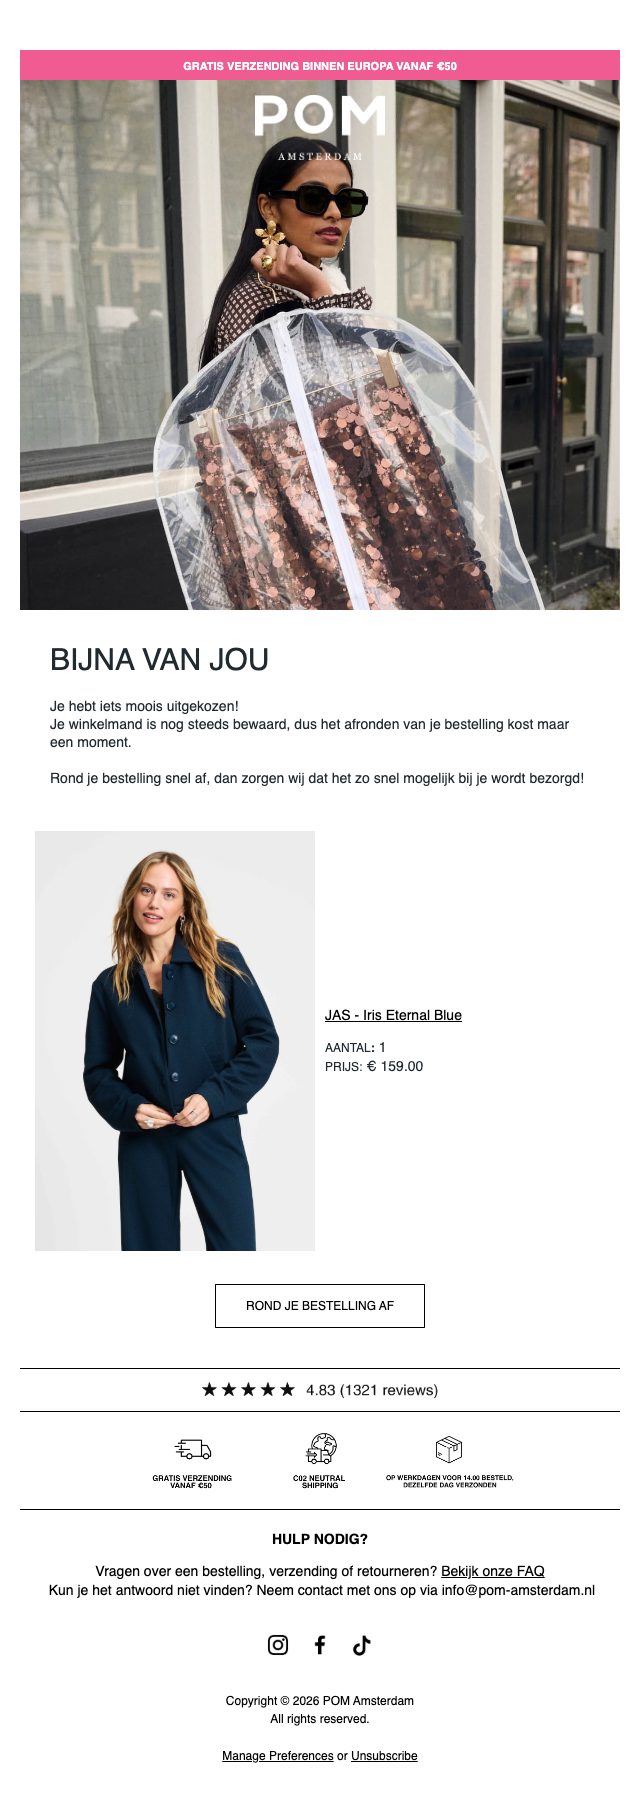 GRATIS VERZENDING BINNEN EUROPA VANAF €50
POM
AMSTERDAM
BIJNA VAN JOU
Je hebt iets moois uitgekozen!
Je winkelmand is nog steeds bewaard, dus het afronden van je bestelling kost maar
een moment.
Rond je bestelling snel af, dan zorgen wij dat het zo snel mogelijk bij je wordt bezorgd!
JAS - Iris Eternal Blue
AANTAL: 1
PRIJS: € 159.00
ROND JE BESTELLING AF
4.83 (1321 reviews)
GRATIS VERZENDING
VANAF €50
C02 NEUTRAL
SHIPPING
OP WERKDAGEN VOOR 14.00 BESTELD,
DEZELFDE DAG VERZONDEN
HULP NODIG?
Vragen over een bestelling, verzending of retourneren? Bekijk onze FAQ
Kun je het antwoord niet vinden? Neem contact met ons op via info@pom-amsterdam.nl
Copyright © 2026 POM Amsterdam
All rights reserved.
Manage Preferences or Unsubscribe